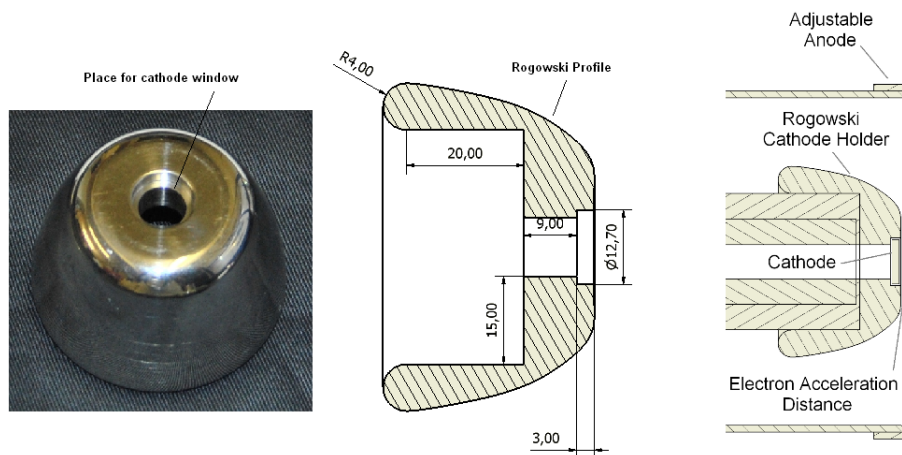 Place for cathode window
R4,00
Rogowski Profile
20,00
9,00
Ø12,70
15,00
3,00
Adjustable
Anode
Rogowski
Cathode Holder
Cathode
Electron Acceleration
Distance